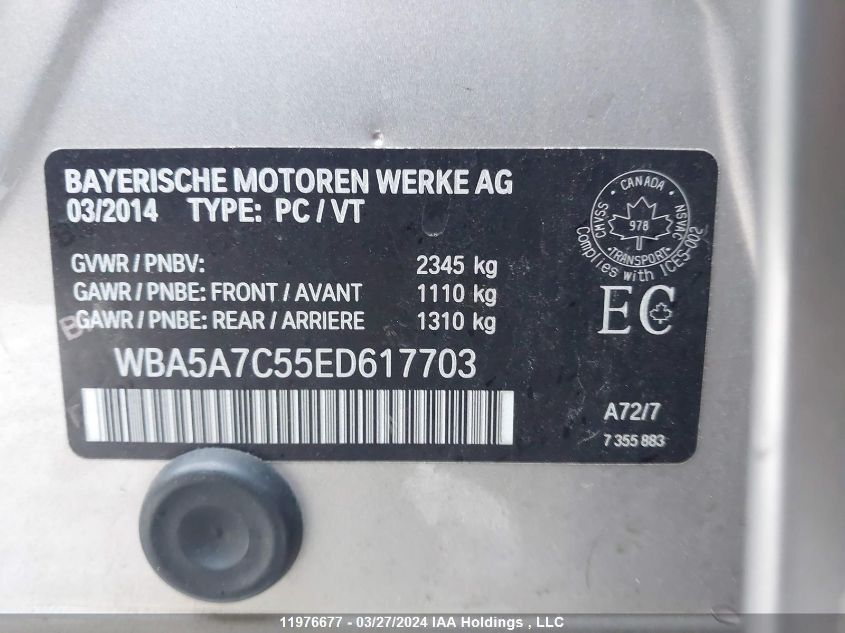 BAYERISCHE MOTOREN WERKE AG
03/2014 TYPE: PC / VT
GVWR / PNBV: 2345 kg
GAWR / PNBE: FRONT / AVANT 1110 kg
GAWR / PNBE: REAR / ARRIERE 1310 kg
WBA5A7C55ED617703
CANADA
CMVSS
NSVAC
978
TRANSPORT
Complies with ICES-002
EC
A72/7
7 355 883
11976677 - 03/27/2024 IAA Holdings , LLC